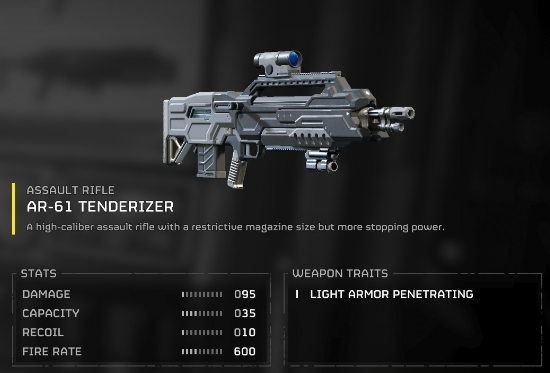 ASSAULT RIFLE
AR-61 TENDERIZER
A high-caliber assault rifle with a restrictive magazine size but more stopping power.
STATS
WEAPON TRAITS
DAMAGE 095
LIGHT ARMOR PENETRATING
CAPACITY 035
RECOIL 010
FIRE RATE 600